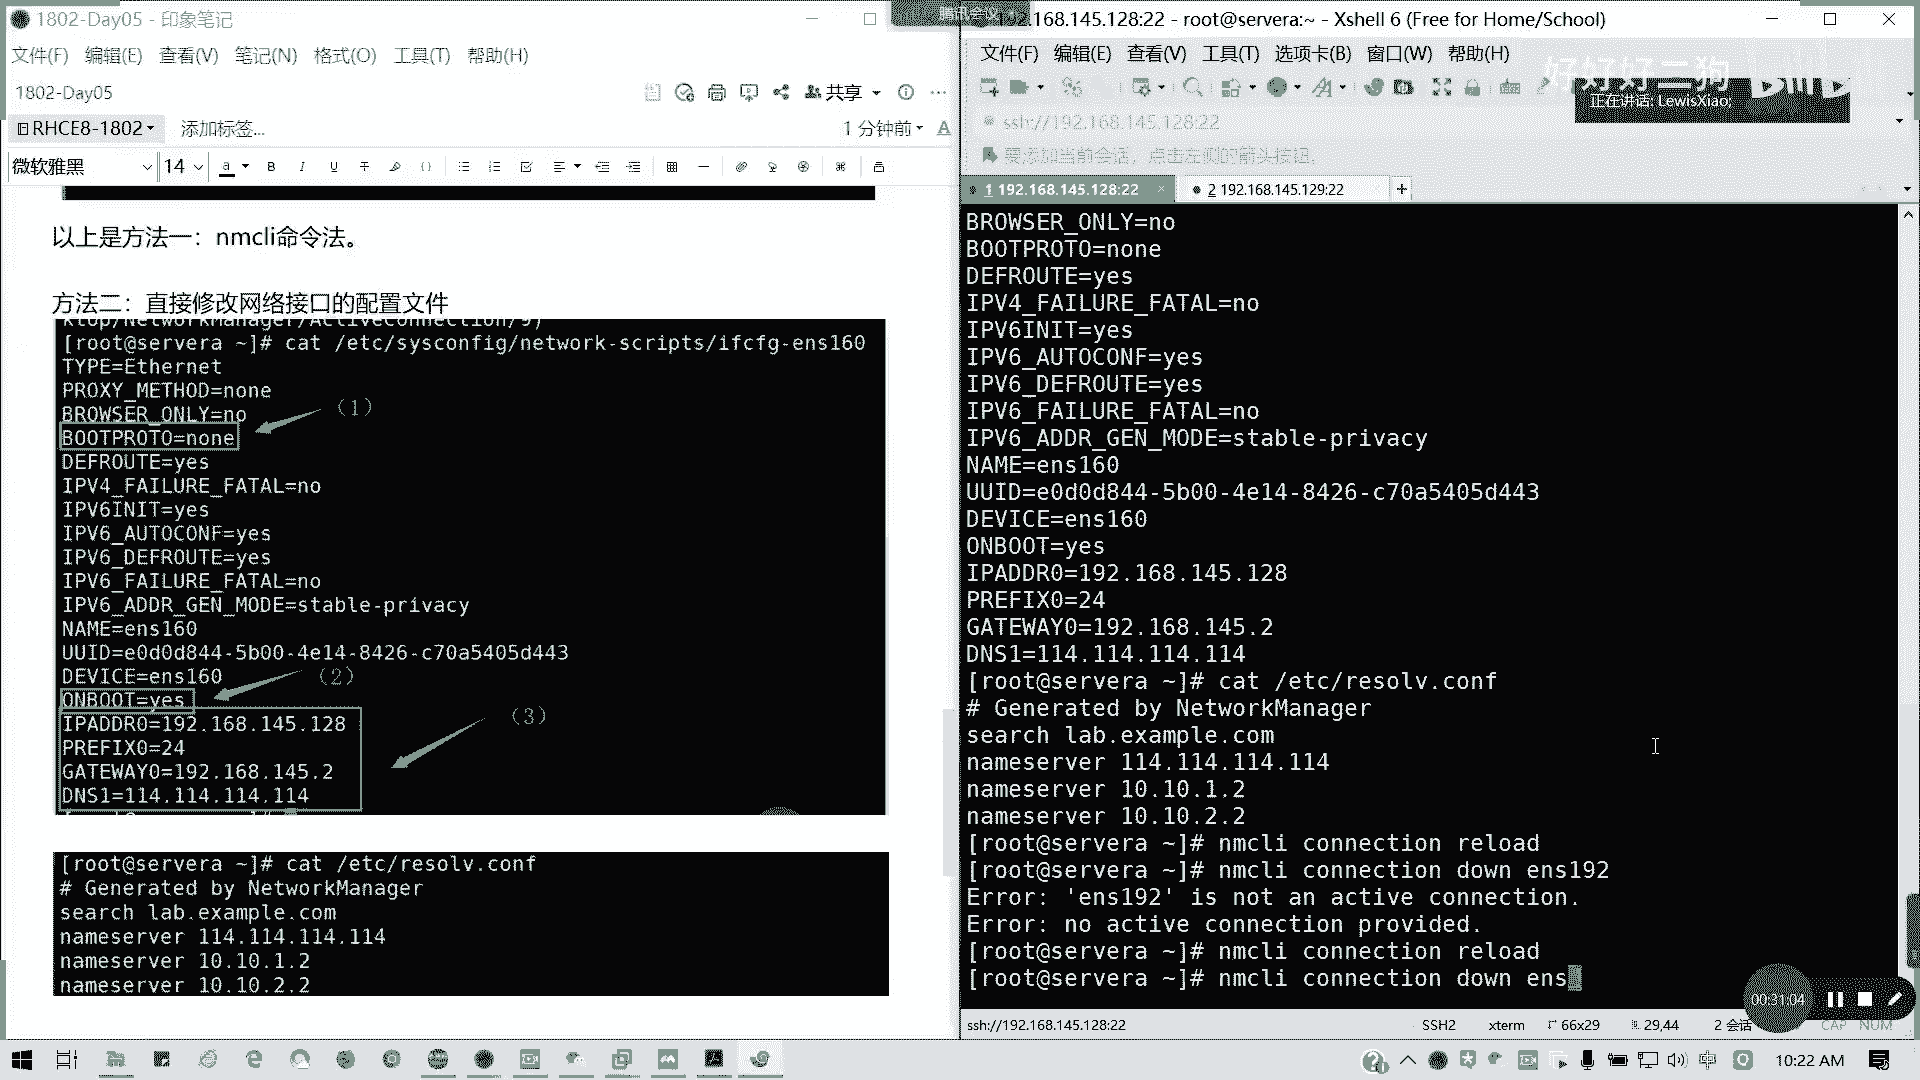 1802-Day05 - 印象笔记
文件(F) 编辑(E) 查看(V) 笔记(N) 格式(O) 工具(T) 帮助(H)
1802-Day05
共享
RHCE8-1802
添加标签...
1 分钟前
微软雅黑
14
以上是方法一：nmcli命令法。
方法二：直接修改网络接口的配置文件
[root@servera ~]# cat /etc/sysconfig/network-scripts/ifcfg-ens160
TYPE=Ethernet
PROXY_METHOD=none
BROWSER_ONLY=no
（1）
BOOTPROTO=none
DEFROUTE=yes
IPV4_FAILURE_FATAL=no
IPV6INIT=yes
IPV6_AUTOCONF=yes
IPV6_DEFROUTE=yes
IPV6_FAILURE_FATAL=no
IPV6_ADDR_GEN_MODE=stable-privacy
NAME=ens160
UUID=e0d0d844-5b00-4e14-8426-c70a5405d443
DEVICE=ens160
（2）
ONBOOT=yes
（3）
IPADDR0=192.168.145.128
PREFIX0=24
GATEWAY0=192.168.145.2
DNS1=114.114.114.114
[root@servera ~]# cat /etc/resolv.conf
# Generated by NetworkManager
search lab.example.com
nameserver 114.114.114.114
nameserver 10.10.1.2
nameserver 10.10.2.2
腾讯会议
.168.145.128:22 - root@servera:~ - Xshell 6 (Free for Home/School)
文件(F) 编辑(E) 查看(V) 工具(T) 选项卡(B) 窗口(W) 帮助(H)
好好好二狗
正在讲话: LewisXiao;
ssh://192.168.145.128:22
要添加当前会话，点击左侧的箭头按钮。
1 192.168.145.128:22
2 192.168.145.129:22
BROWSER_ONLY=no
BOOTPROTO=none
DEFROUTE=yes
IPV4_FAILURE_FATAL=no
IPV6INIT=yes
IPV6_AUTOCONF=yes
IPV6_DEFROUTE=yes
IPV6_FAILURE_FATAL=no
IPV6_ADDR_GEN_MODE=stable-privacy
NAME=ens160
UUID=e0d0d844-5b00-4e14-8426-c70a5405d443
DEVICE=ens160
ONBOOT=yes
IPADDR0=192.168.145.128
PREFIX0=24
GATEWAY0=192.168.145.2
DNS1=114.114.114.114
[root@servera ~]# cat /etc/resolv.conf
# Generated by NetworkManager
search lab.example.com
nameserver 114.114.114.114
nameserver 10.10.1.2
nameserver 10.10.2.2
[root@servera ~]# nmcli connection reload
[root@servera ~]# nmcli connection down ens192
Error: 'ens192' is not an active connection.
Error: no active connection provided.
[root@servera ~]# nmcli connection reload
[root@servera ~]# nmcli connection down ens
00:31:04
ssh://192.168.145.128:22
SSH2
xterm
66x29
29,44
2 会话
CAP NUM
中
10:22 AM